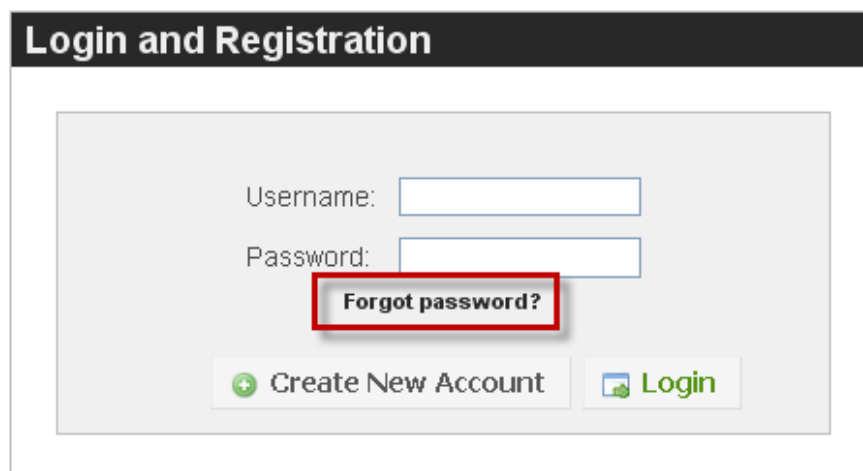 Login and Registration
Username:
Password:
Forgot password?
Create New Account Login